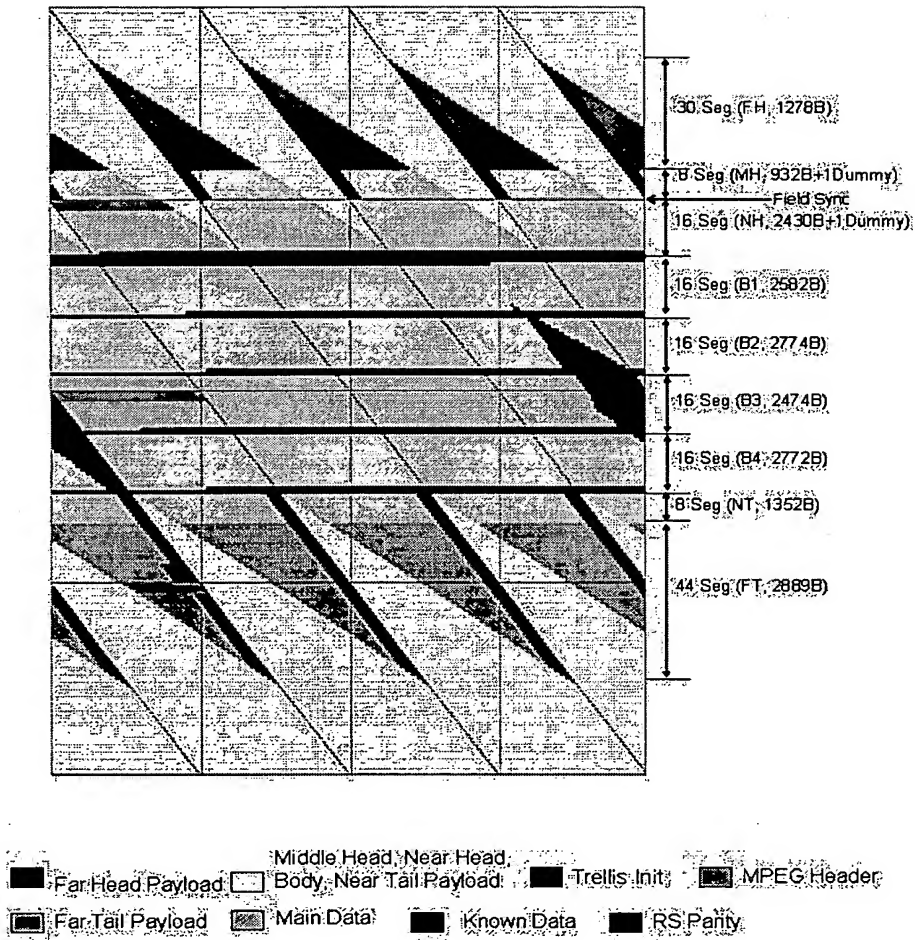 30 Seg (FH, 1278B)
8 Seg (MH, 932B+1Dummy)
Field Sync
16 Seg (NH, 2430B+1Dummy)
16 Seg (B1, 2582B)
16 Seg (B2, 2774B)
16 Seg (B3, 2474B)
16 Seg (B4, 2772B)
8 Seg (NT, 1352B)
44 Seg (FT, 2889B)
Far Head Payload
Middle Head, Near Head,
Body, Near Tail Payload
Trellis Init
MPEG Header
Far Tail Payload
Main Data
Known Data
RS Parity